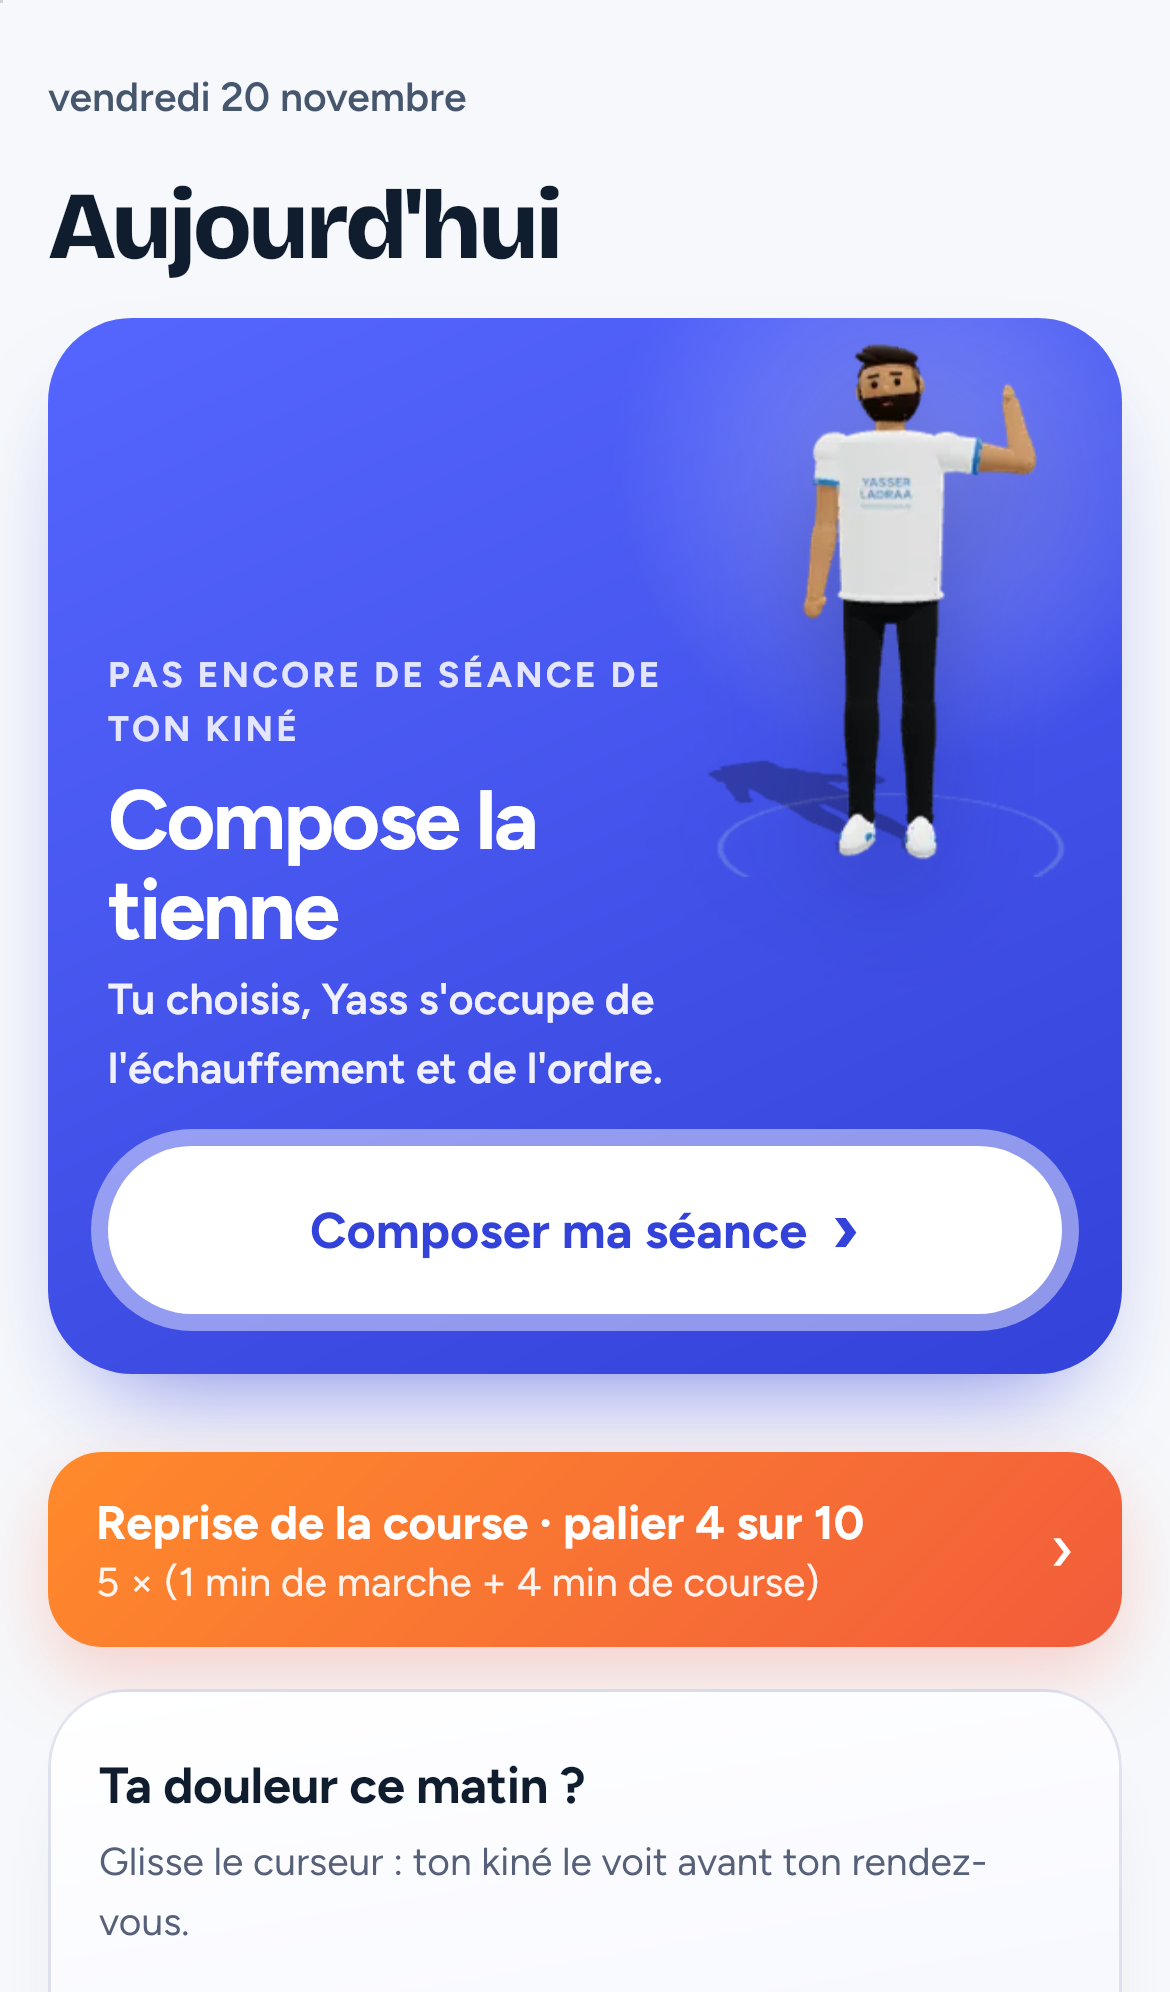 vendredi 20 novembre
Aujourd'hui
YASSER
LADRAA
PAS ENCORE DE SÉANCE DE
TON KINÉ
Compose la
tienne
Tu choisis, Yass s'occupe de
l'échauffement et de l'ordre.
Composer ma séance ›
Reprise de la course · palier 4 sur 10
5 × (1 min de marche + 4 min de course)
›
Ta douleur ce matin ?
Glisse le curseur : ton kiné le voit avant ton rendez-
vous.